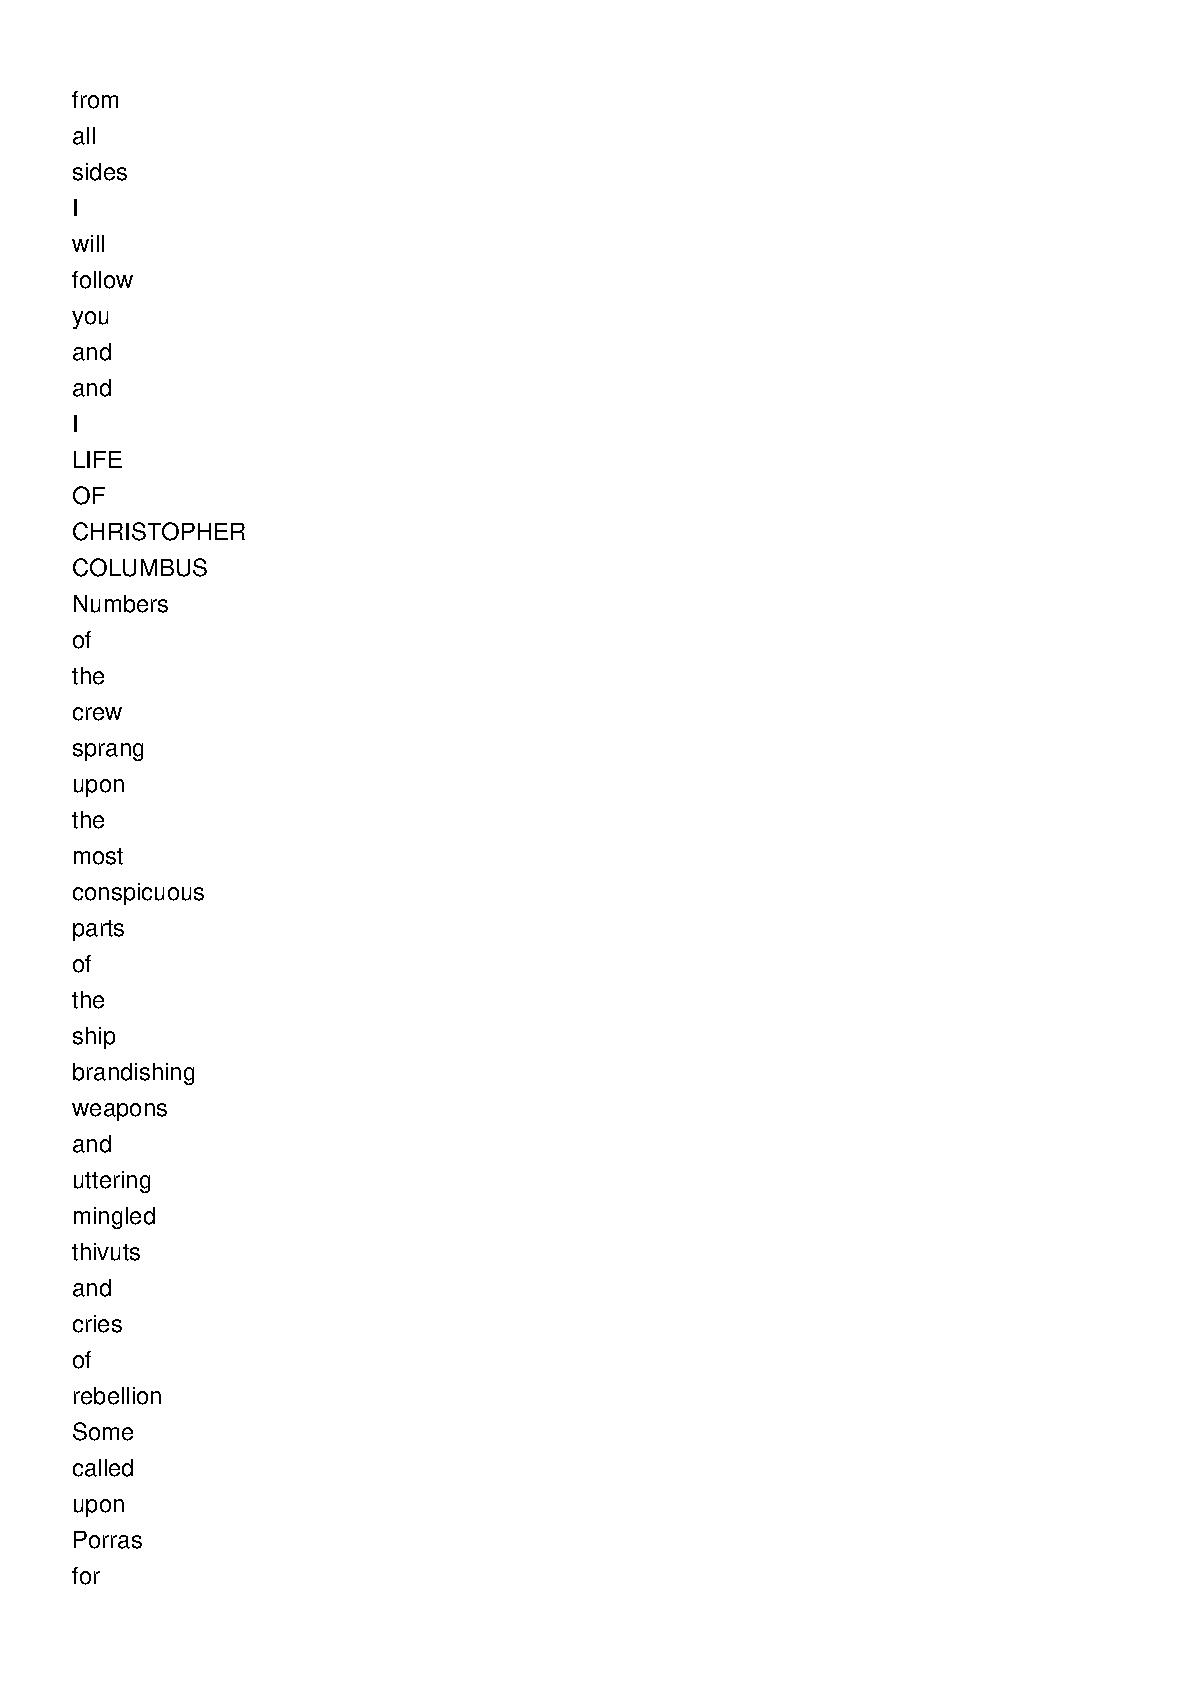 from
all
sides
I
will
follow
you
and
and
I
LIFE
OF
CHRISTOPHER
COLUMBUS
Numbers
of
the
crew
sprang
upon
the
most
conspicuous
parts
of
the
ship
brandishing
weapons
and
uttering
mingled
thivuts
and
cries
of
rebellion
Some
called
upon
Porras
for